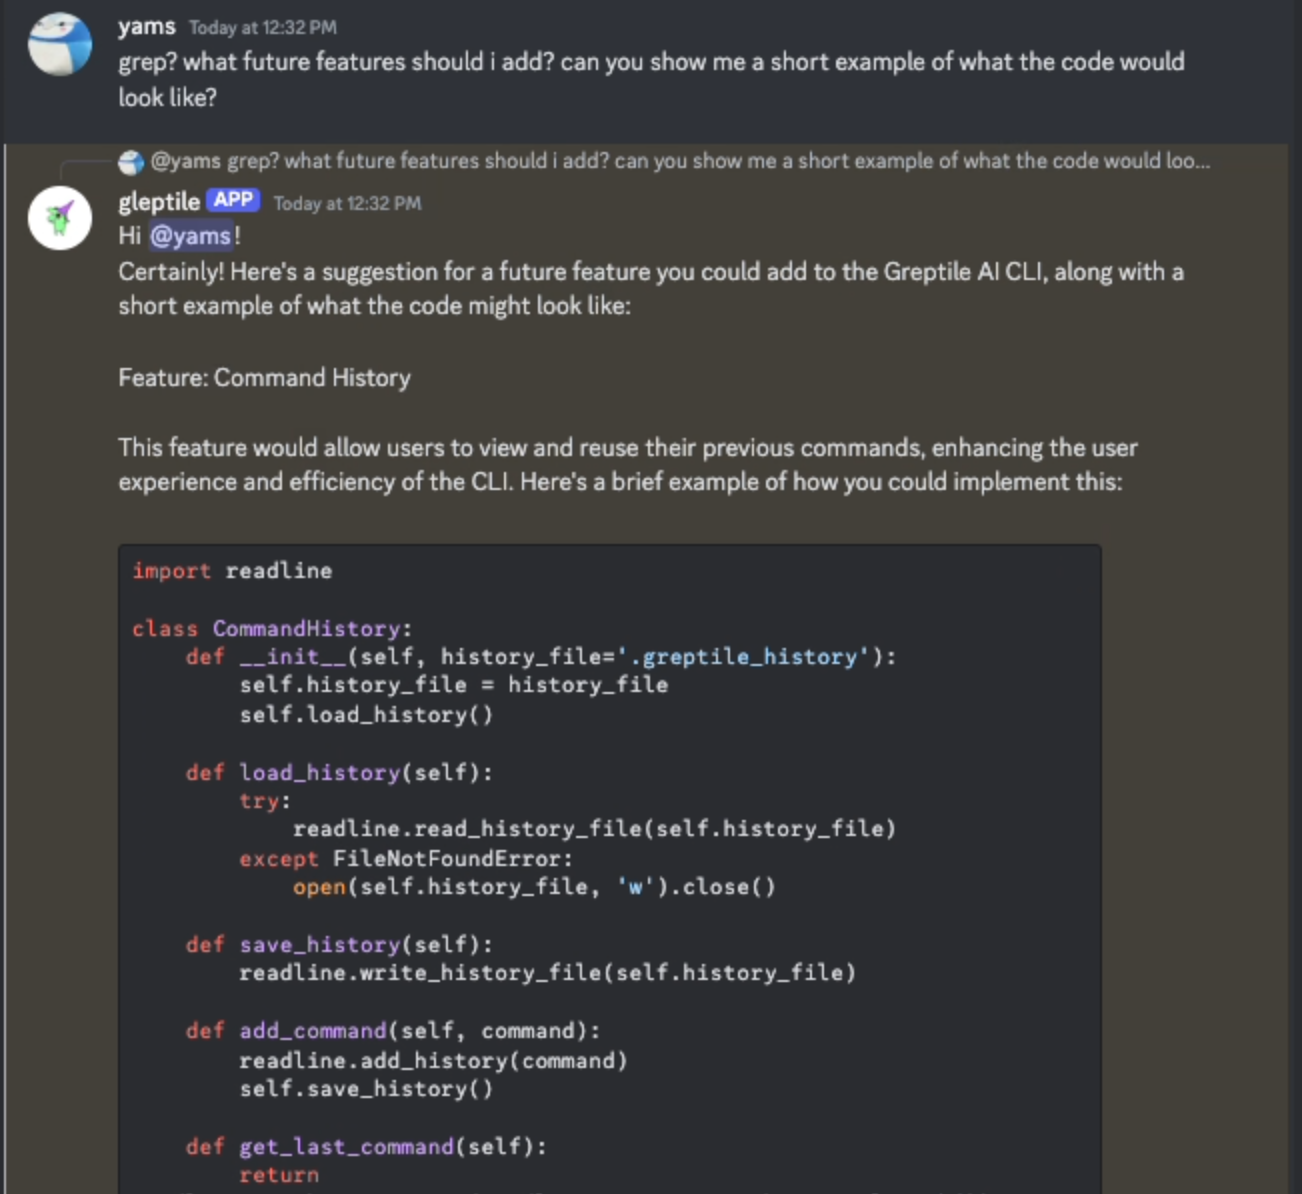 yams Today at 12:32 PM
grep? what future features should i add? can you show me a short example of what the code would
look like?
@yams grep? what future features should i add? can you show me a short example of what the code would loo...
gleptile APP Today at 12:32 PM
Hi @yams!
Certainly! Here's a suggestion for a future feature you could add to the Greptile AI CLI, along with a
short example of what the code might look like:
Feature: Command History
This feature would allow users to view and reuse their previous commands, enhancing the user
experience and efficiency of the CLI. Here's a brief example of how you could implement this:
import readline
class CommandHistory:
    def __init__(self, history_file='.greptile_history'):
        self.history_file = history_file
        self.load_history()
    def load_history(self):
        try:
            readline.read_history_file(self.history_file)
        except FileNotFoundError:
            open(self.history_file, 'w').close()
    def save_history(self):
        readline.write_history_file(self.history_file)
    def add_command(self, command):
        readline.add_history(command)
        self.save_history()
    def get_last_command(self):
        return